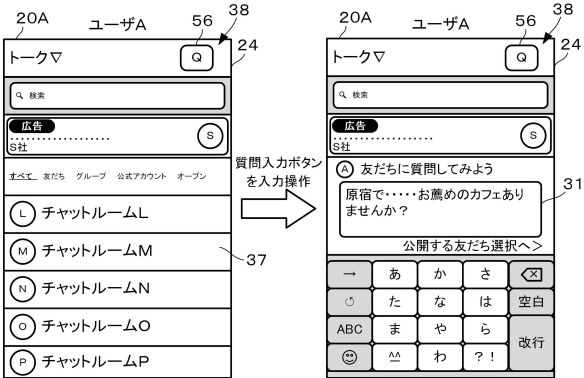 20A
ユーザA
56
38
24
トーク▽
Q
検索
広告
・・・・・・・・・・・・・・・・・・・
S社
S
すべて 友だち グループ 公式アカウント オープン
L チャットルームL
M チャットルームM
37
N チャットルームN
O チャットルームO
P チャットルームP
質問入力ボタン
を入力操作
20A
ユーザA
56
38
24
トーク▽
Q
検索
広告
・・・・・・・・・・・・・・・・・・・
S社
S
A 友だちに質問してみよう
31
原宿で・・・・・お薦めのカフェあり
ませんか？
公開する友だち選択へ＞
→ あ か さ
た な は 空白
ABC ま や ら 改行
^^ わ ？！